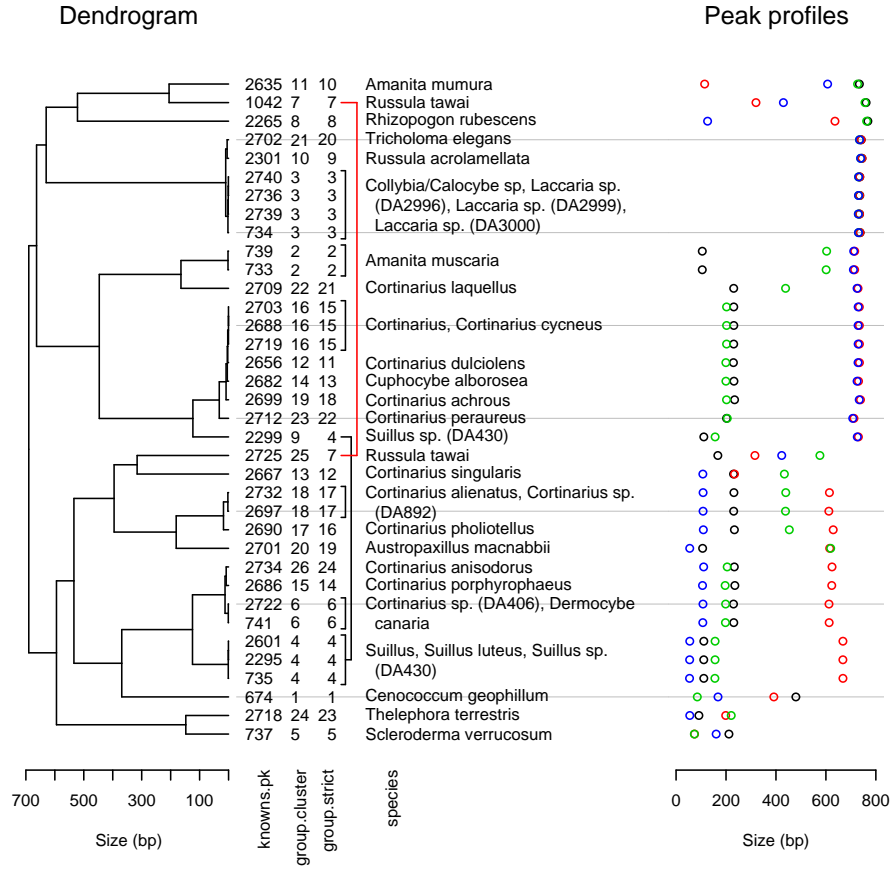 Dendrogram Peak profiles
2635 11 10 Amanita mumura
1042 7 7 Russula tawai
2265 8 8 Rhizopogon rubescens
2702 21 20 Tricholoma elegans
2301 10 9 Russula acrolamellata
2740 3 3 Collybia/Calocybe sp, Laccaria sp.
2736 3 3 (DA2996), Laccaria sp. (DA2999),
2739 3 3 Laccaria sp. (DA3000)
734 3 3
739 2 2 Amanita muscaria
733 2 2
2709 22 21 Cortinarius laquellus
2703 16 15
2688 16 15 Cortinarius, Cortinarius cycneus
2719 16 15
2656 12 11 Cortinarius dulciolens
2682 14 13 Cuphocybe alborosea
2699 19 18 Cortinarius achrous
2712 23 22 Cortinarius peraureus
2299 9 4 Suillus sp. (DA430)
2725 25 7 Russula tawai
2667 13 12 Cortinarius singularis
2732 18 17 Cortinarius alienatus, Cortinarius sp.
2697 18 17 (DA892)
2690 17 16 Cortinarius pholiotellus
2701 20 19 Austropaxillus macnabbii
2734 26 24 Cortinarius anisodorus
2686 15 14 Cortinarius porphyrophaeus
2722 6 6 Cortinarius sp. (DA406), Dermocybe
741 6 6 canaria
2601 4 4 Suillus, Suillus luteus, Suillus sp.
2295 4 4 (DA430)
735 4 4
674 1 1 Cenococcum geophillum
2718 24 23 Thelephora terrestris
737 5 5 Scleroderma verrucosum
700 500 300 100 knowns.pk group.cluster group.strict species 0 200 400 600 800
Size (bp) Size (bp)